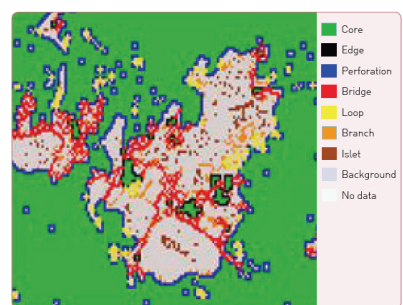 Core
Edge
Perforation
Bridge
Loop
Branch
Islet
Background
No data